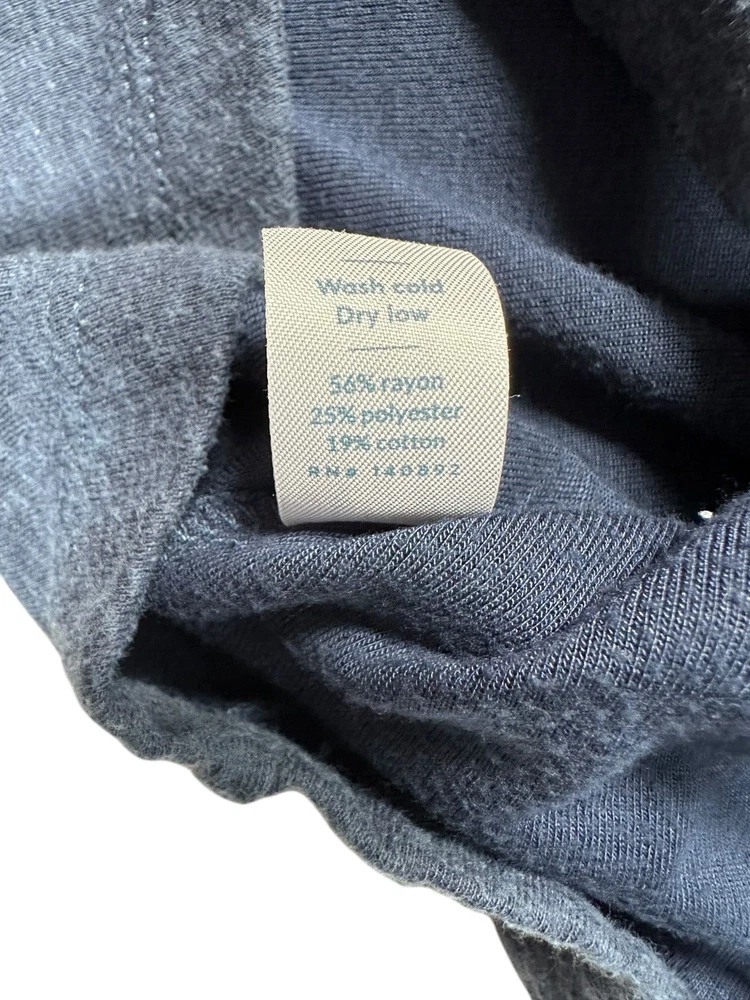 Wash cold
Dry low
56% rayon
25% polyester
19% cotton
RN# 140892